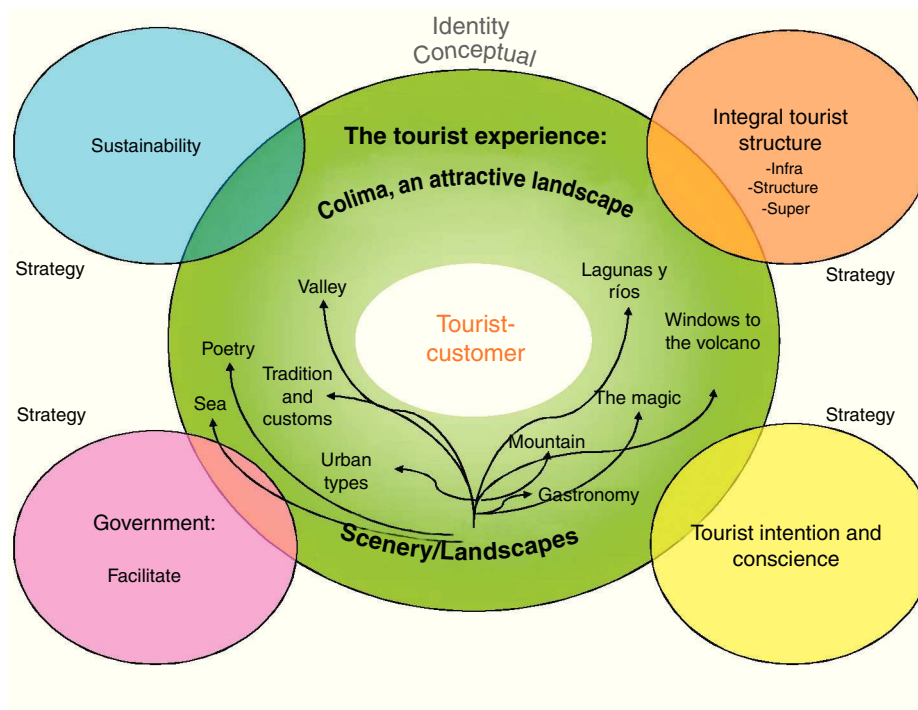 Identity
Conceptual
Sustainability
The tourist experience:
Colima, an attractive landscape
Integral tourist
structure
-Infra
-Structure
-Super
Strategy
Strategy
Valley
Lagunas y
ríos
Tourist-
customer
Windows to
the volcano
Poetry
Tradition
and
customs
Sea
The magic
Strategy
Strategy
Urban
types
Mountain
Gastronomy
Scenery/Landscapes
Government:
Facilitate
Tourist intention and
conscience